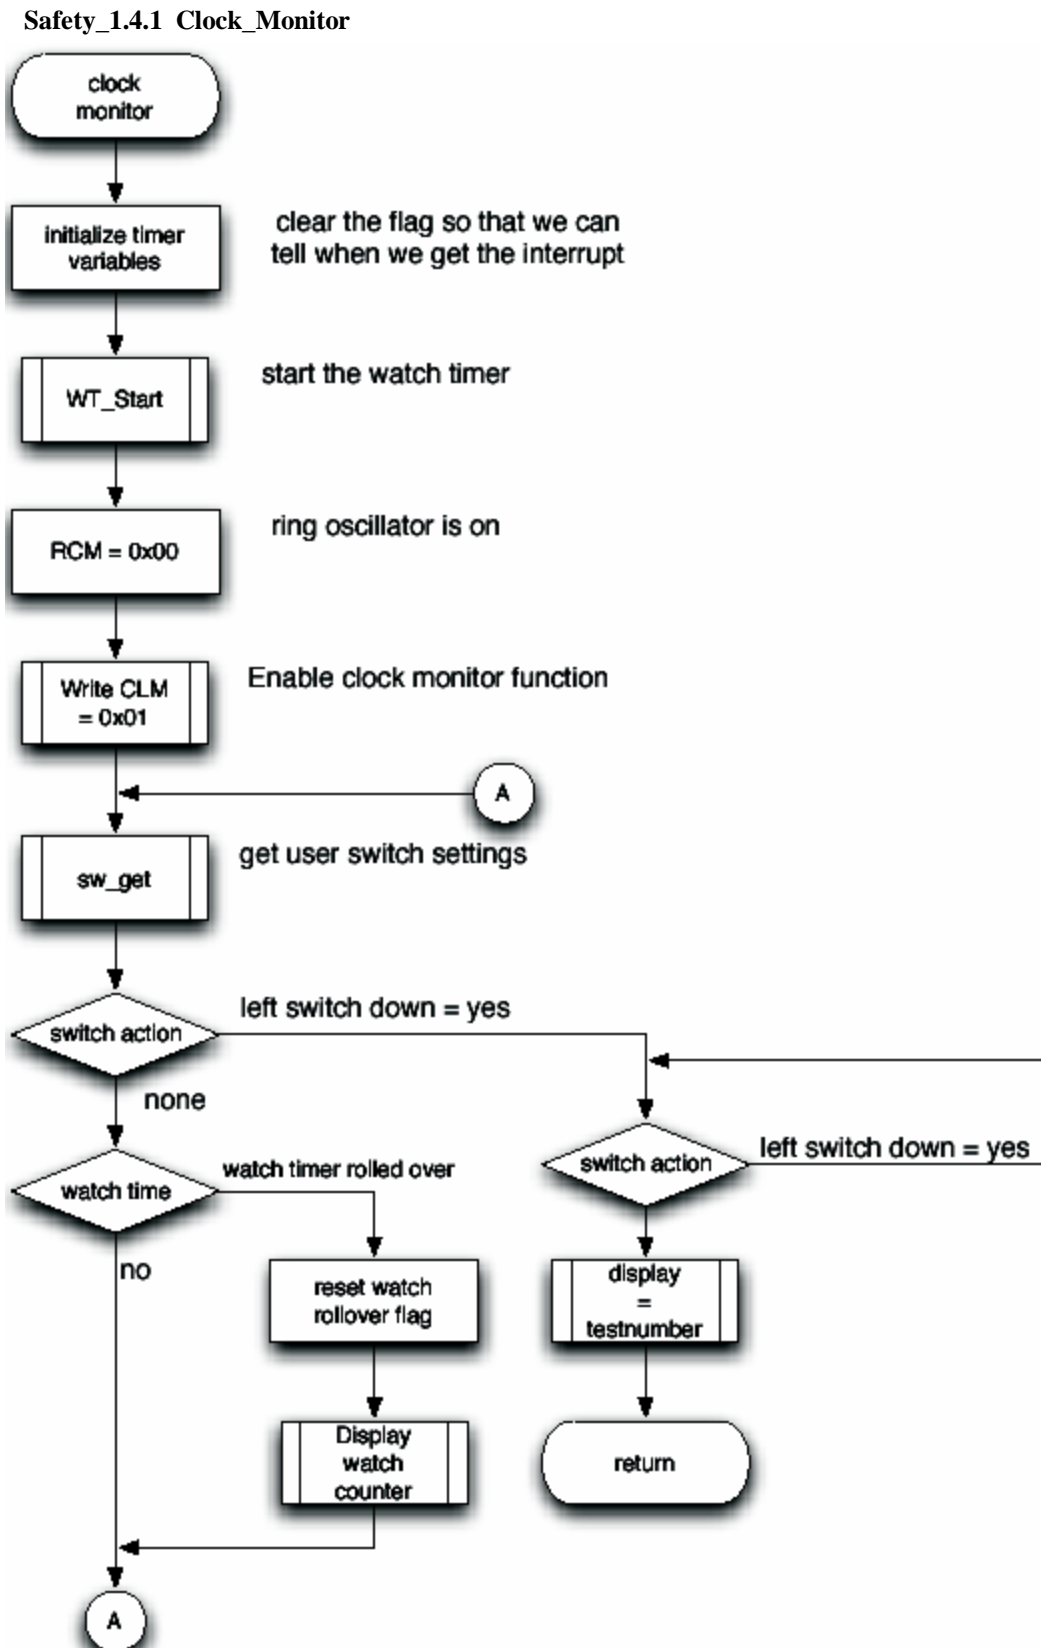 Safety_1.4.1 Clock_Monitor
clock
monitor
initialize timer
variables
clear the flag so that we can
tell when we get the interrupt
WT_Start
start the watch timer
RCM = 0x00
ring oscillator is on
Write CLM
= 0x01
Enable clock monitor function
A
sw_get
get user switch settings
switch action
left switch down = yes
none
switch action
left switch down = yes
watch time
watch timer rolled over
no
reset watch
rollover flag
display
=
testnumber
Display
watch
counter
return
A